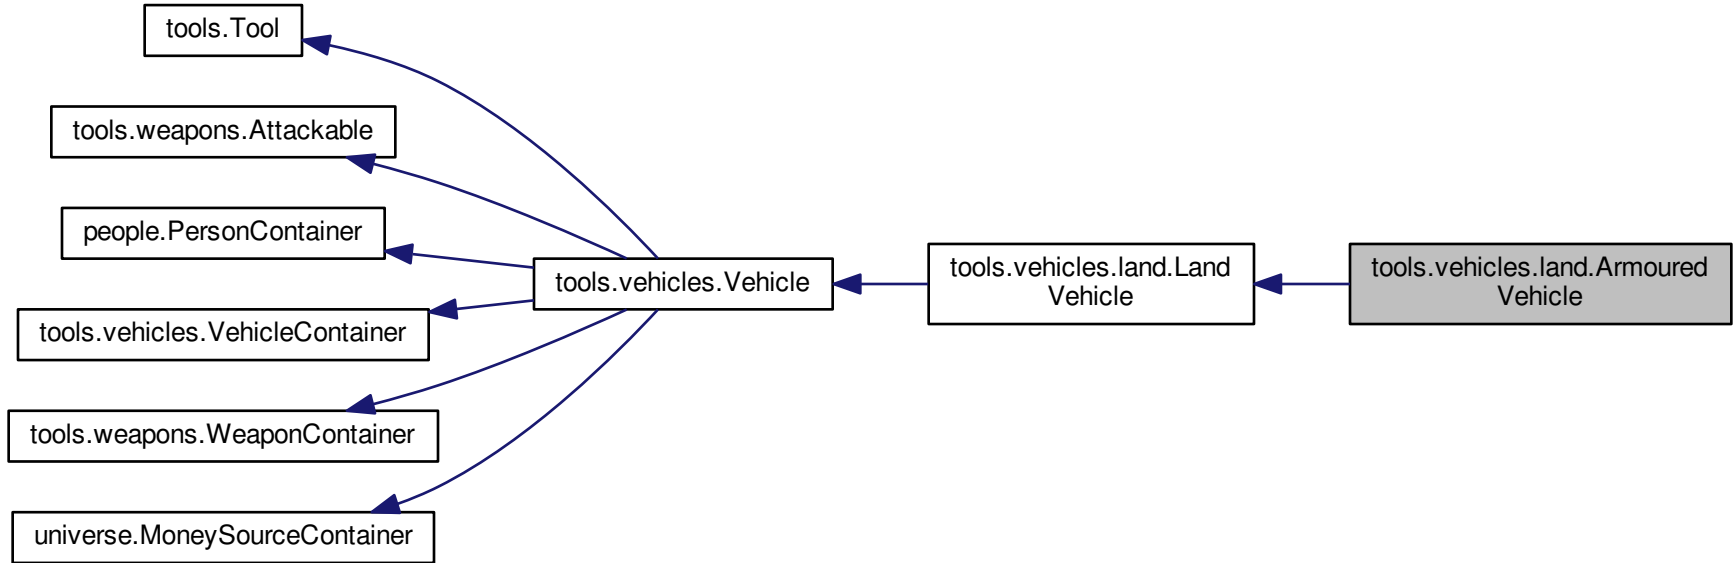 tools.Tool
tools.weapons.Attackable
people.PersonContainer
tools.vehicles.VehicleContainer
tools.weapons.WeaponContainer
universe.MoneySourceContainer
tools.vehicles.Vehicle
tools.vehicles.land.Land
Vehicle
tools.vehicles.land.Armoured
Vehicle